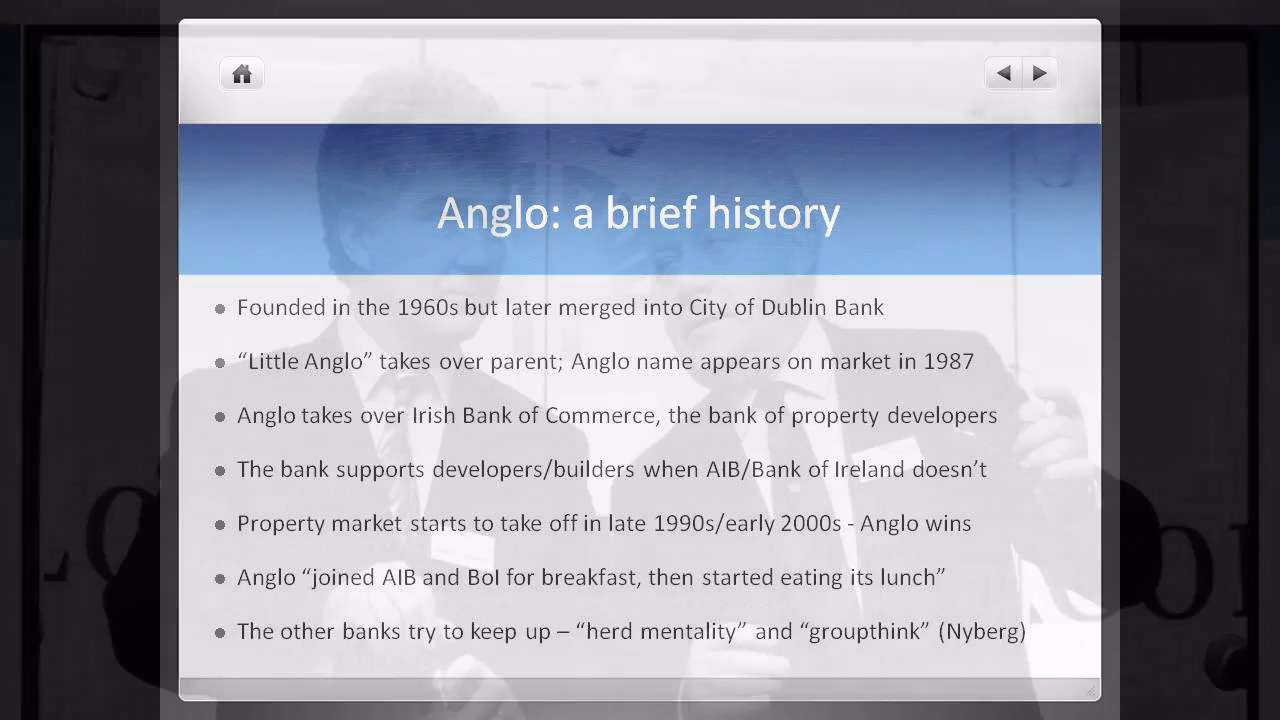 Anglo: a brief history
Founded in the 1960s but later merged into City of Dublin Bank
“Little Anglo” takes over parent; Anglo name appears on market in 1987
Anglo takes over Irish Bank of Commerce, the bank of property developers
The bank supports developers/builders when AIB/Bank of Ireland doesn’t
Property market starts to take off in late 1990s/early 2000s - Anglo wins
Anglo “joined AIB and BoI for breakfast, then started eating its lunch”
The other banks try to keep up – “herd mentality” and “groupthink” (Nyberg)